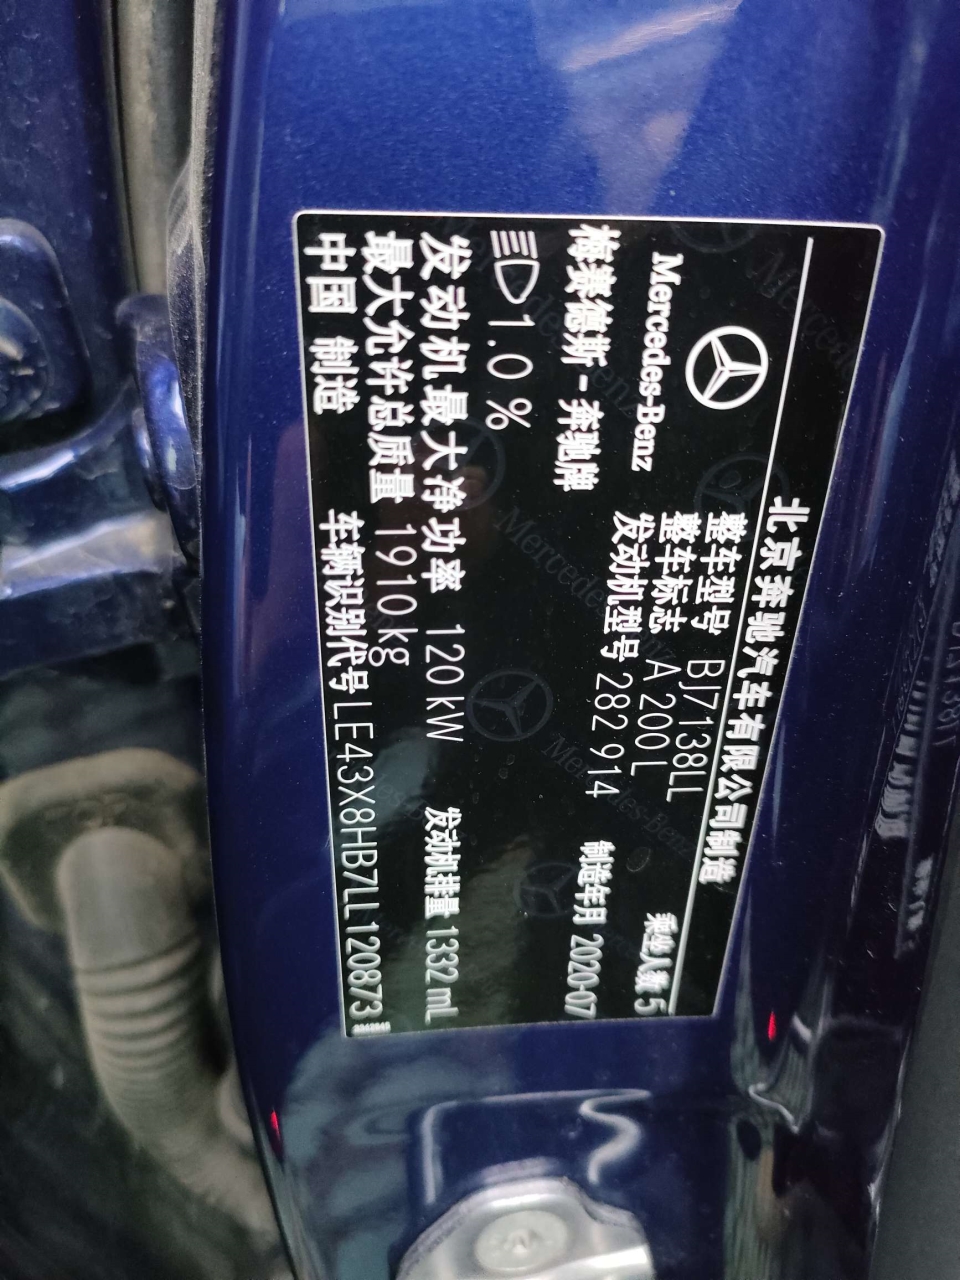 北京奔驰汽车有限公司制造
Mercedes-Benz
整车型号 BJ7138LL 乘坐人数 5
整车标志 A 200 L
梅赛德斯-奔驰牌 发动机型号 282 914 制造年月 2020-07
1.0 %
发动机最大净功率 120 kW 发动机排量 1332 mL
最大允许总质量 1910kg
中国 制造 车辆识别代号 LE43X8HB7LL120873